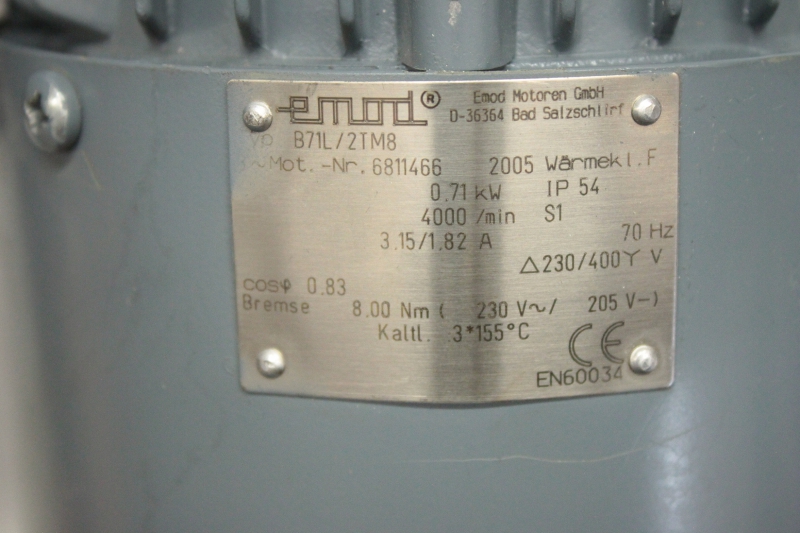 emod® Emod Motoren GmbH
D-36364 Bad Salzschlirf
Typ B71L/2TM8
~Mot.-Nr. 6811466 2005 Wärmekl. F
0.71 kW IP 54
4000 /min S1
3.15/1.82 A 70 Hz
△230/400Y V
cosφ 0.83
Bremse 8.00 Nm ( 230 V~/ 205 V-)
Kaltl. 3*155°C
CE
EN60034